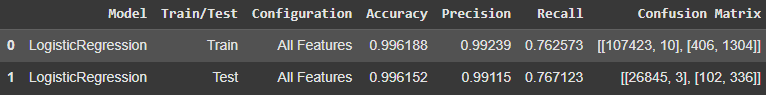 Model Train/Test Configuration Accuracy Precision Recall Confusion Matrix
0 LogisticRegression Train All Features 0.996188 0.99239 0.762573 [[107423, 10], [406, 1304]]
1 LogisticRegression Test All Features 0.996152 0.99115 0.767123 [[26845, 3], [102, 336]]